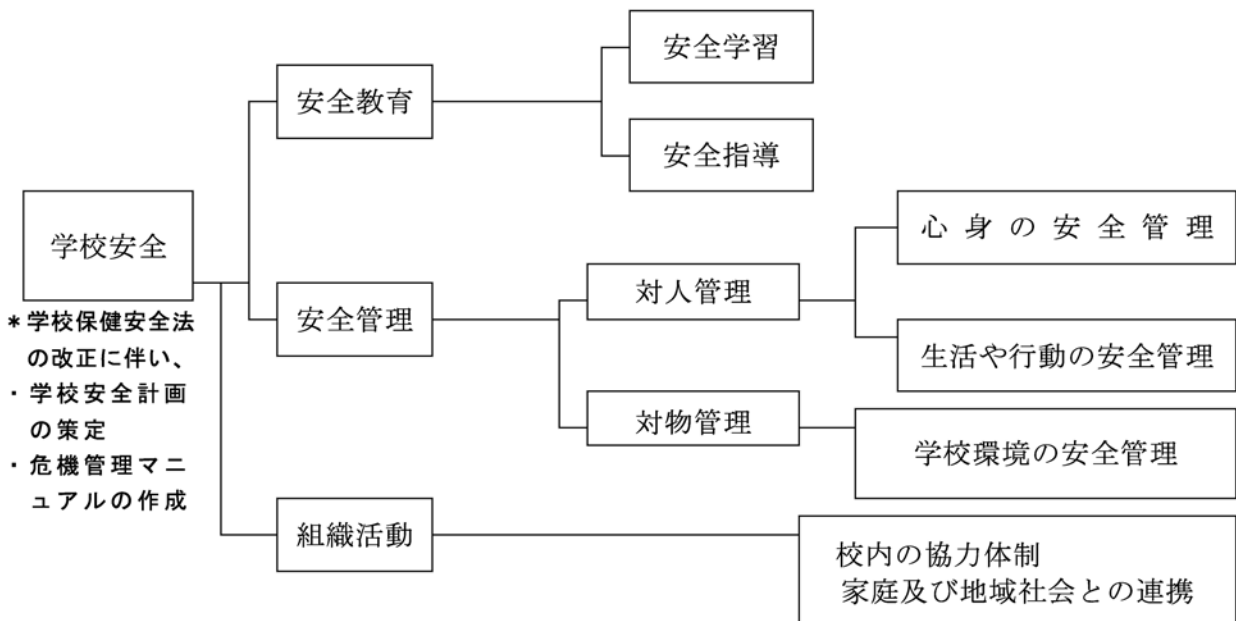 学校安全
*学校保健安全法
の改正に伴い、
・学校安全計画
の策定
・危機管理マニ
ュアルの作成
安全教育
安全学習
安全指導
安全管理
対人管理
心身の安全管理
生活や行動の安全管理
対物管理
学校環境の安全管理
組織活動
校内の協力体制
家庭及び地域社会との連携